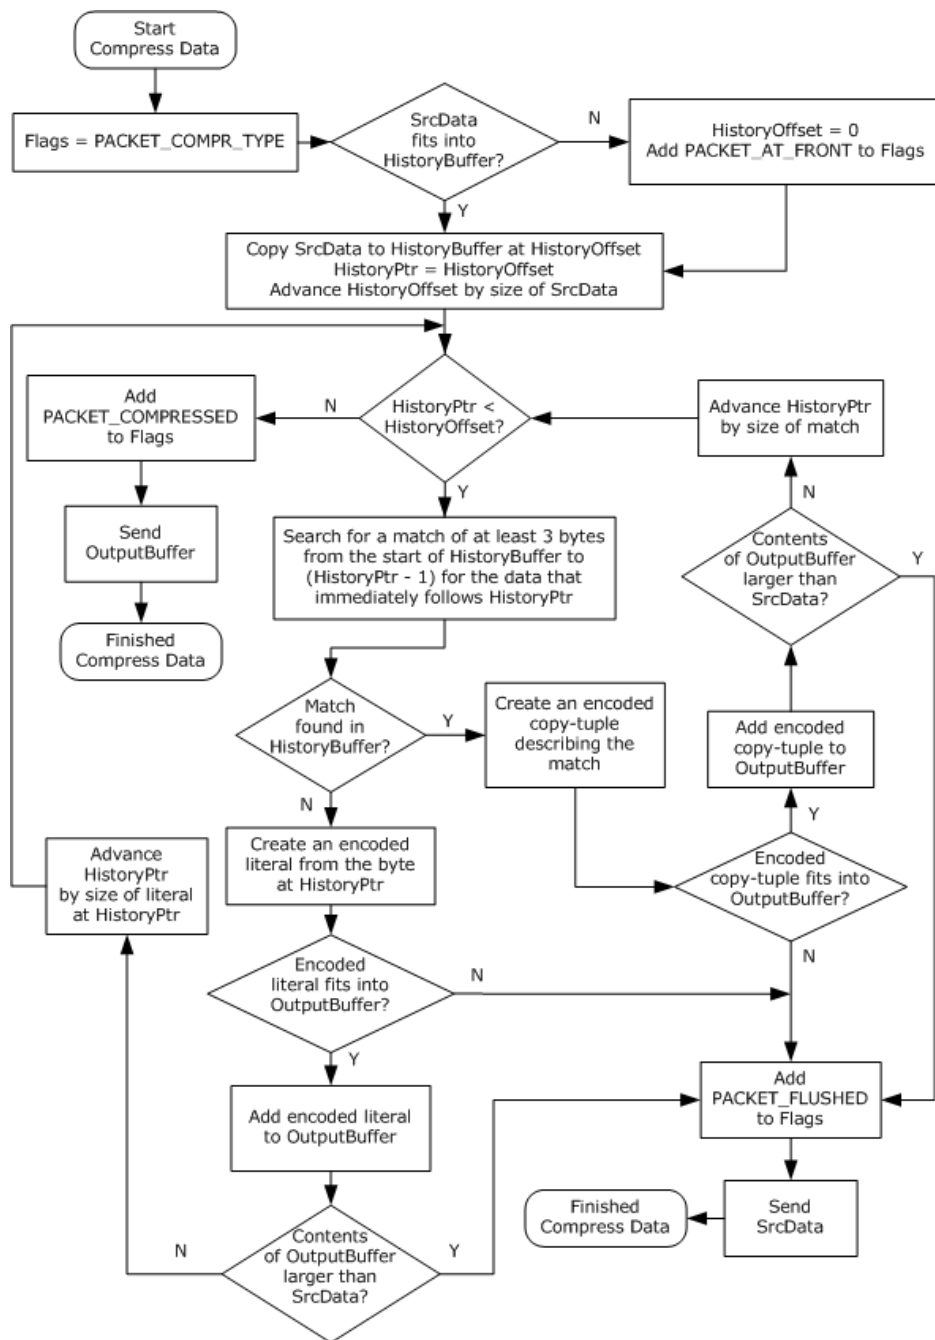 Start
Compress Data
Flags = PACKET_COMPR_TYPE
SrcData
fits into
HistoryBuffer?
N
HistoryOffset = 0
Add PACKET_AT_FRONT to Flags
Y
Copy SrcData to HistoryBuffer at HistoryOffset
HistoryPtr = HistoryOffset
Advance HistoryOffset by size of SrcData
HistoryPtr <
HistoryOffset?
N
Add
PACKET_COMPRESSED
to Flags
Send
OutputBuffer
Finished
Compress Data
Y
Search for a match of at least 3 bytes
from the start of HistoryBuffer to
(HistoryPtr - 1) for the data that
immediately follows HistoryPtr
Advance HistoryPtr
by size of match
N
Contents
of OutputBuffer
larger than
SrcData?
Y
Match
found in
HistoryBuffer?
Y
Create an encoded
copy-tuple
describing the
match
Add encoded
copy-tuple to
OutputBuffer
Y
Encoded
copy-tuple fits into
OutputBuffer?
N
N
Create an encoded
literal from the byte
at HistoryPtr
Advance
HistoryPtr
by size of literal
at HistoryPtr
Encoded
literal fits into
OutputBuffer?
N
Y
Add encoded literal
to OutputBuffer
Add
PACKET_FLUSHED
to Flags
Send
SrcData
Finished
Compress Data
Contents
of OutputBuffer
larger than
SrcData?
N
Y